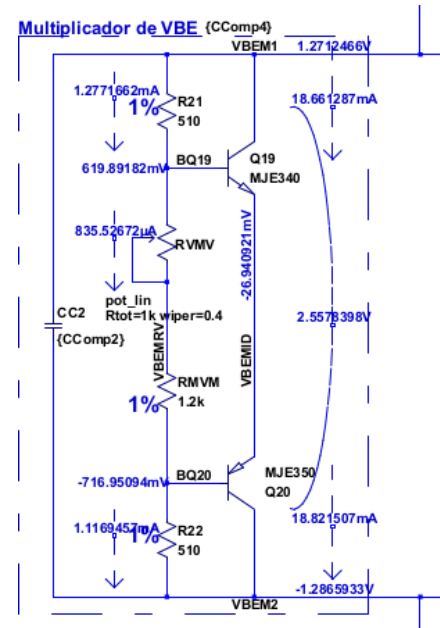 Multiplicador de VBE {CComp4}
VBEM1
1.2712466V
1.2771662mA
1%
R21
510
18.661287mA
BQ19
Q19
MJE340
619.89182mV
835.52672µA
RVMV
-26.940921mV
pot_lin
Rtot=1k wiper=0.4
CC2
{CComp2}
VBEMRV
VBEMID
2.5578398V
RMVM
1.2k
1%
BQ20
-716.95094mV
MJE350
Q20
1.1169457mA
1%
R22
510
18.821507mA
-1.2865933V
VBEM2